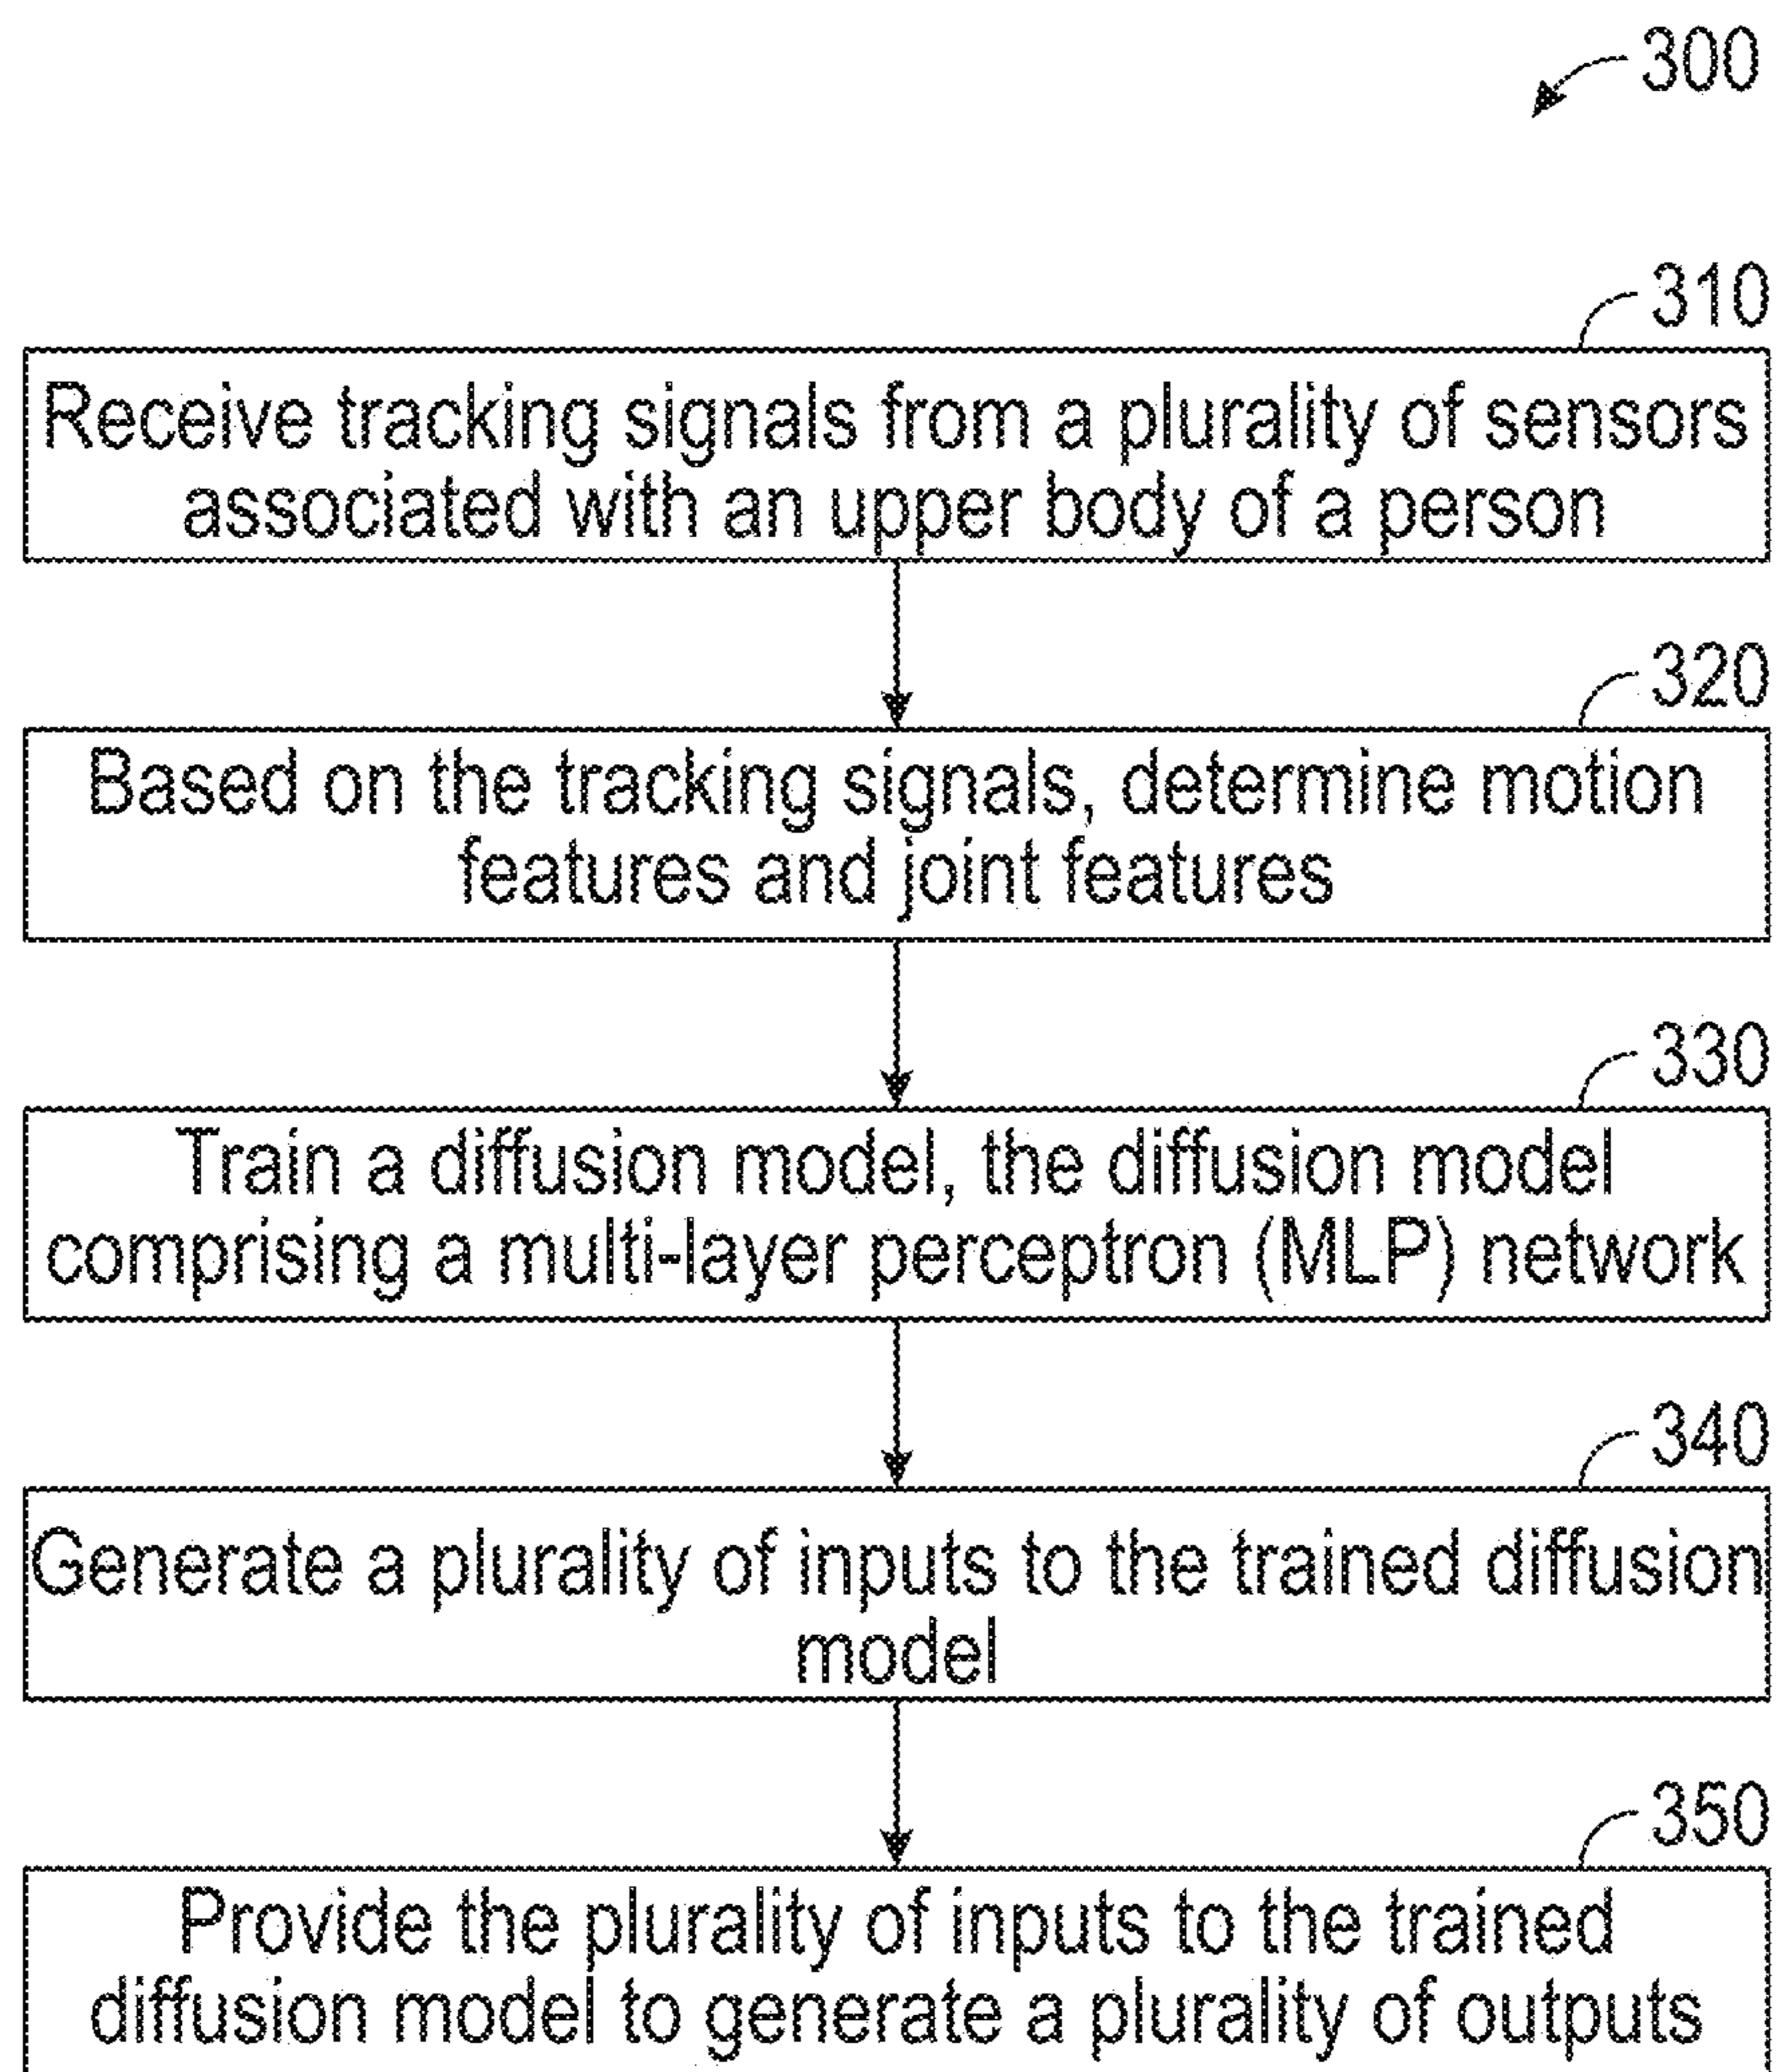 300
310
Receive tracking signals from a plurality of sensors
associated with an upper body of a person
320
Based on the tracking signals, determine motion
features and joint features
330
Train a diffusion model, the diffusion model
comprising a multi-layer perceptron (MLP) network
340
Generate a plurality of inputs to the trained diffusion
model
350
Provide the plurality of inputs to the trained
diffusion model to generate a plurality of outputs